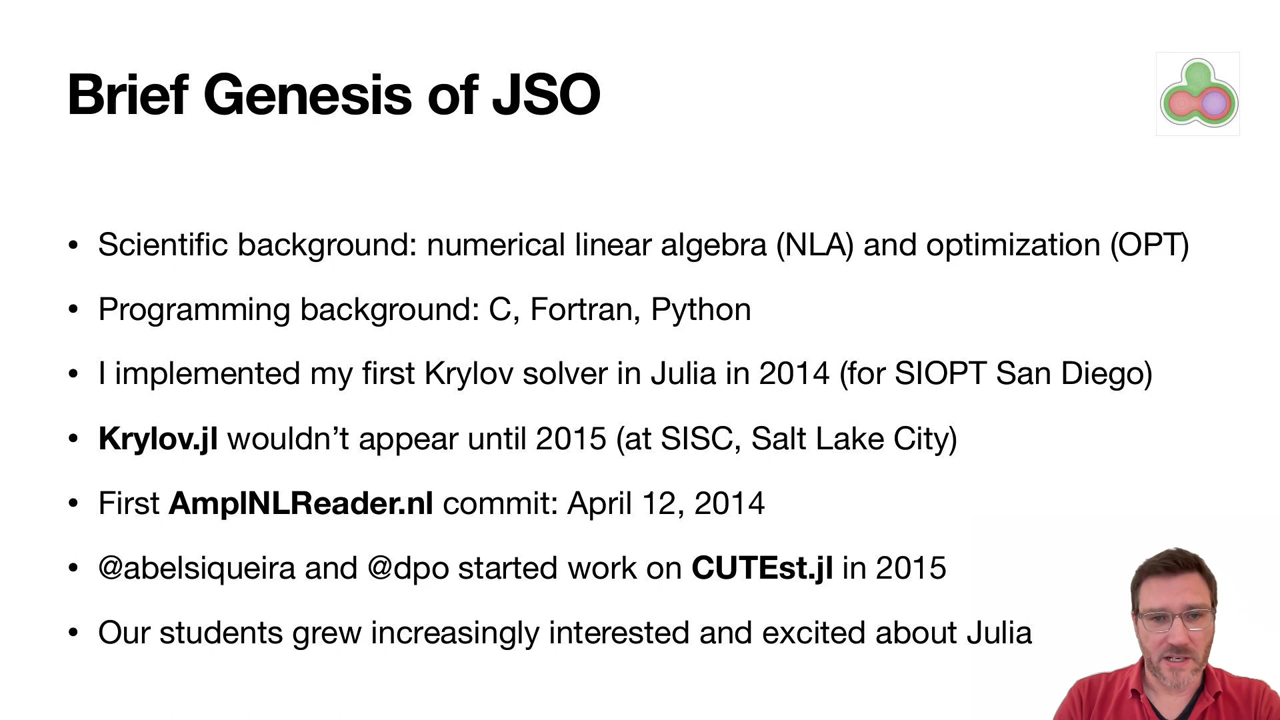 Brief Genesis of JSO
• Scientific background: numerical linear algebra (NLA) and optimization (OPT)
• Programming background: C, Fortran, Python
• I implemented my first Krylov solver in Julia in 2014 (for SIOPT San Diego)
• Krylov.jl wouldn’t appear until 2015 (at SISC, Salt Lake City)
• First AmplNLReader.nl commit: April 12, 2014
• @abelsiqueira and @dpo started work on CUTEst.jl in 2015
• Our students grew increasingly interested and excited about Julia